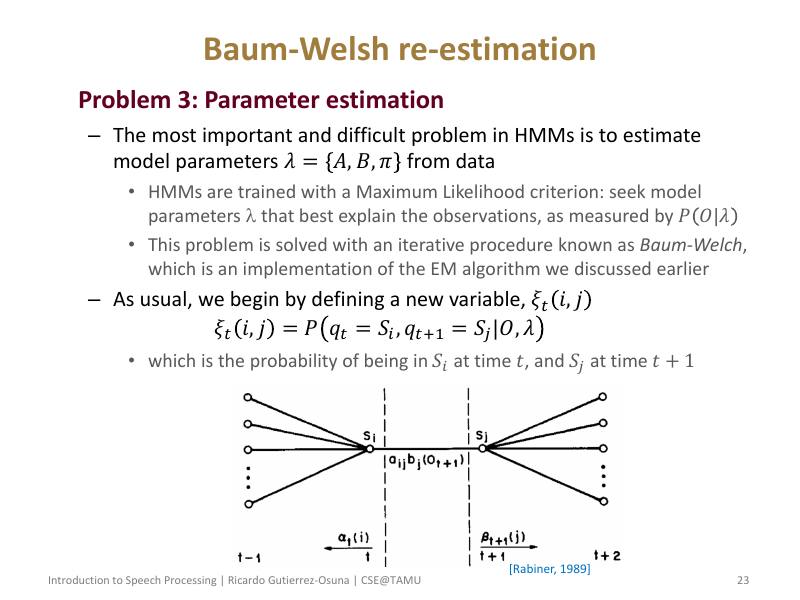 Baum-Welsh re-estimation
Problem 3: Parameter estimation
– The most important and difficult problem in HMMs is to estimate
model parameters 𝜆 = {𝐴, 𝐵, 𝜋} from data
• HMMs are trained with a Maximum Likelihood criterion: seek model
parameters λ that best explain the observations, as measured by 𝑃(𝑂|𝜆)
• This problem is solved with an iterative procedure known as Baum-Welch,
which is an implementation of the EM algorithm we discussed earlier
– As usual, we begin by defining a new variable, 𝜉ₜ(𝑖, 𝑗)
𝜉ₜ(𝑖, 𝑗) = 𝑃(𝑞ₜ = 𝑆ᵢ, 𝑞ₜ₊₁ = 𝑆ⱼ|𝑂, 𝜆)
• which is the probability of being in 𝑆ᵢ at time 𝑡, and 𝑆ⱼ at time 𝑡 + 1
Sᵢ Sⱼ
aᵢⱼbⱼ(Oₜ₊₁)
αₜ(i) βₜ₊₁(j)
t−1 t t+1 t+2
[Rabiner, 1989]
Introduction to Speech Processing | Ricardo Gutierrez-Osuna | CSE@TAMU 23